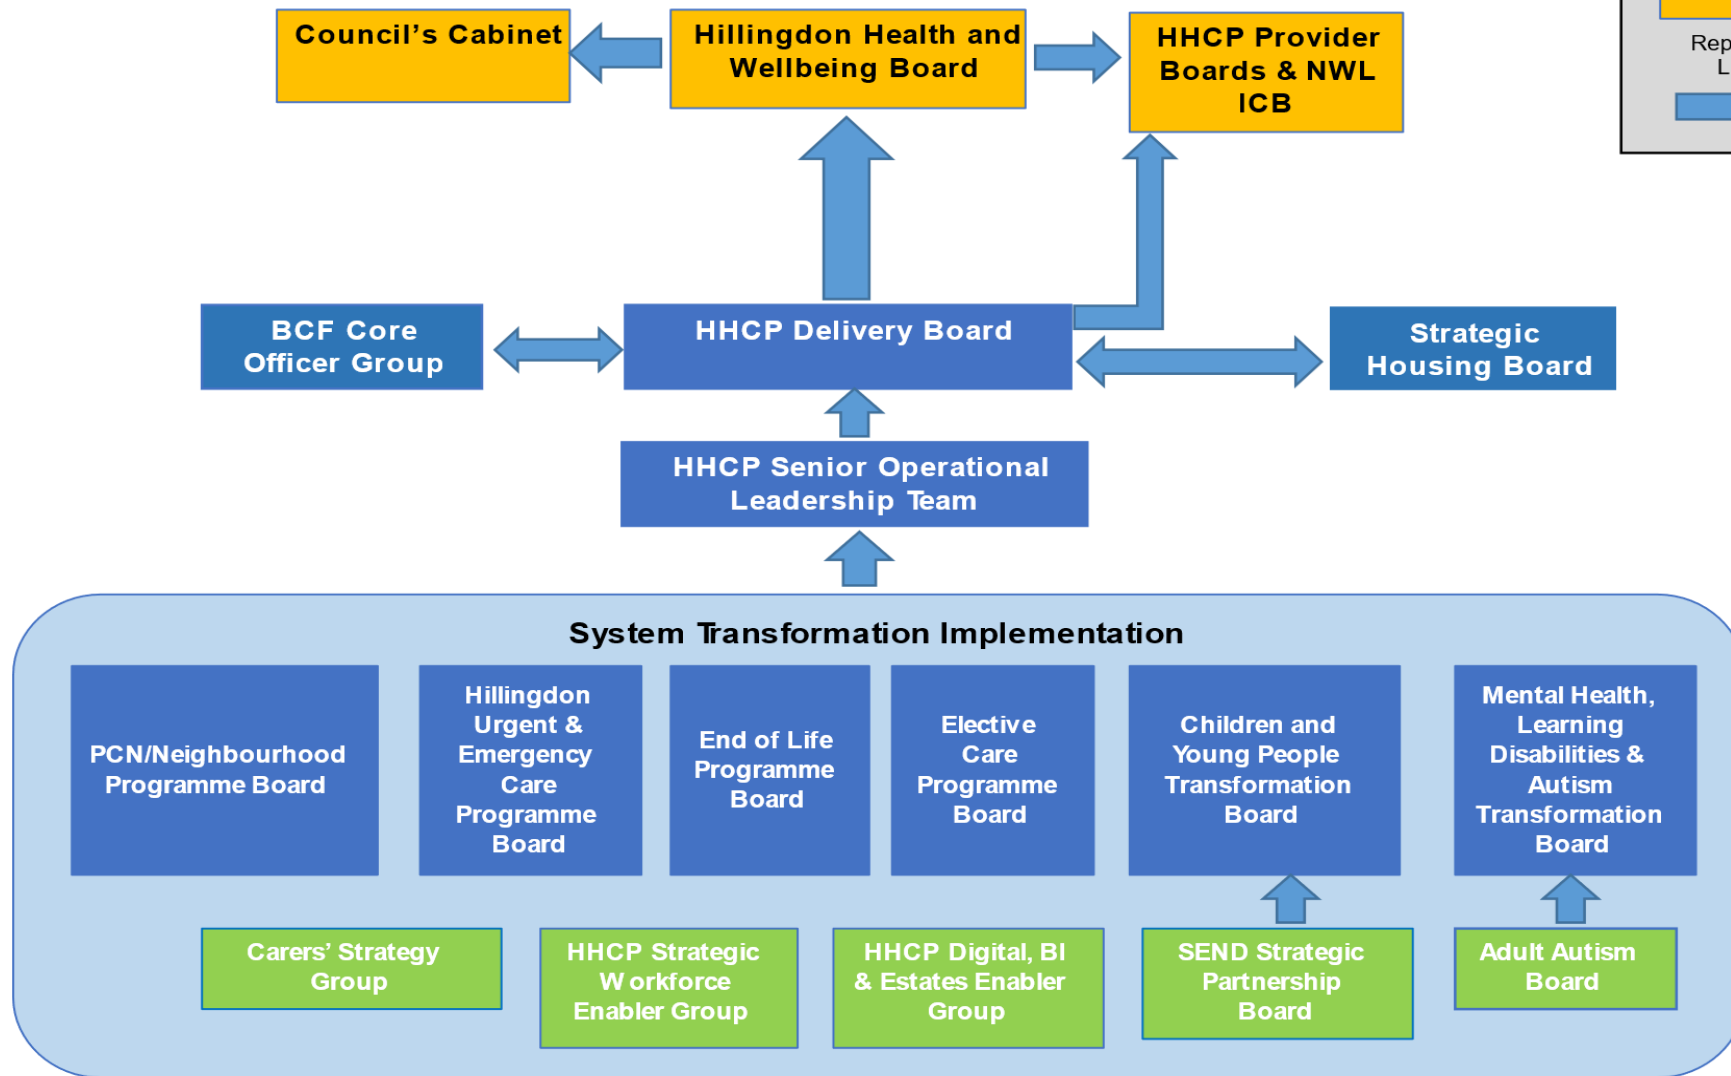 Council's Cabinet
Hillingdon Health and
Wellbeing Board
HHCP Provider
Boards & NWL
ICB
BCF Core
Officer Group
HHCP Delivery Board
Strategic
Housing Board
HHCP Senior Operational
Leadership Team
System Transformation Implementation
PCN/Neighbourhood
Programme Board
Hillingdon
Urgent &
Emergency
Care
Programme
Board
End of Life
Programme
Board
Elective
Care
Programme
Board
Children and
Young People
Transformation
Board
Mental Health,
Learning
Disabilities &
Autism
Transformation
Board
Carers' Strategy
Group
HHCP Strategic
Workforce
Enabler Group
HHCP Digital, BI
& Estates Enabler
Group
SEND Strategic
Partnership
Board
Adult Autism
Board